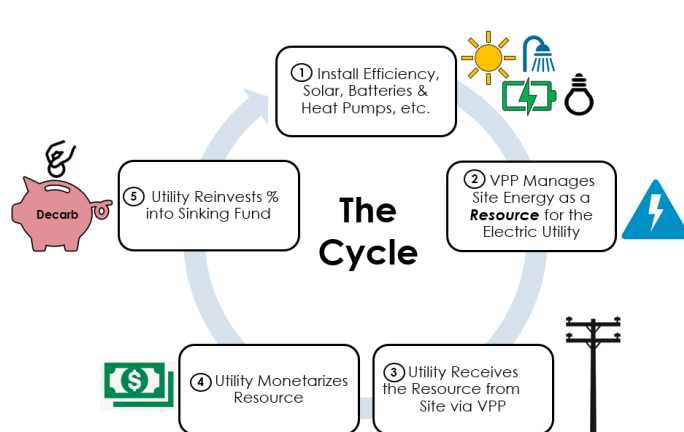 1 Install Efficiency,
Solar, Batteries &
Heat Pumps, etc.
2 VPP Manages
Site Energy as a
Resource for the
Electric Utility
3 Utility Receives
the Resource from
Site via VPP
4 Utility Monetarizes
Resource
5 Utility Reinvests %
into Sinking Fund
Decarb
The
Cycle
$